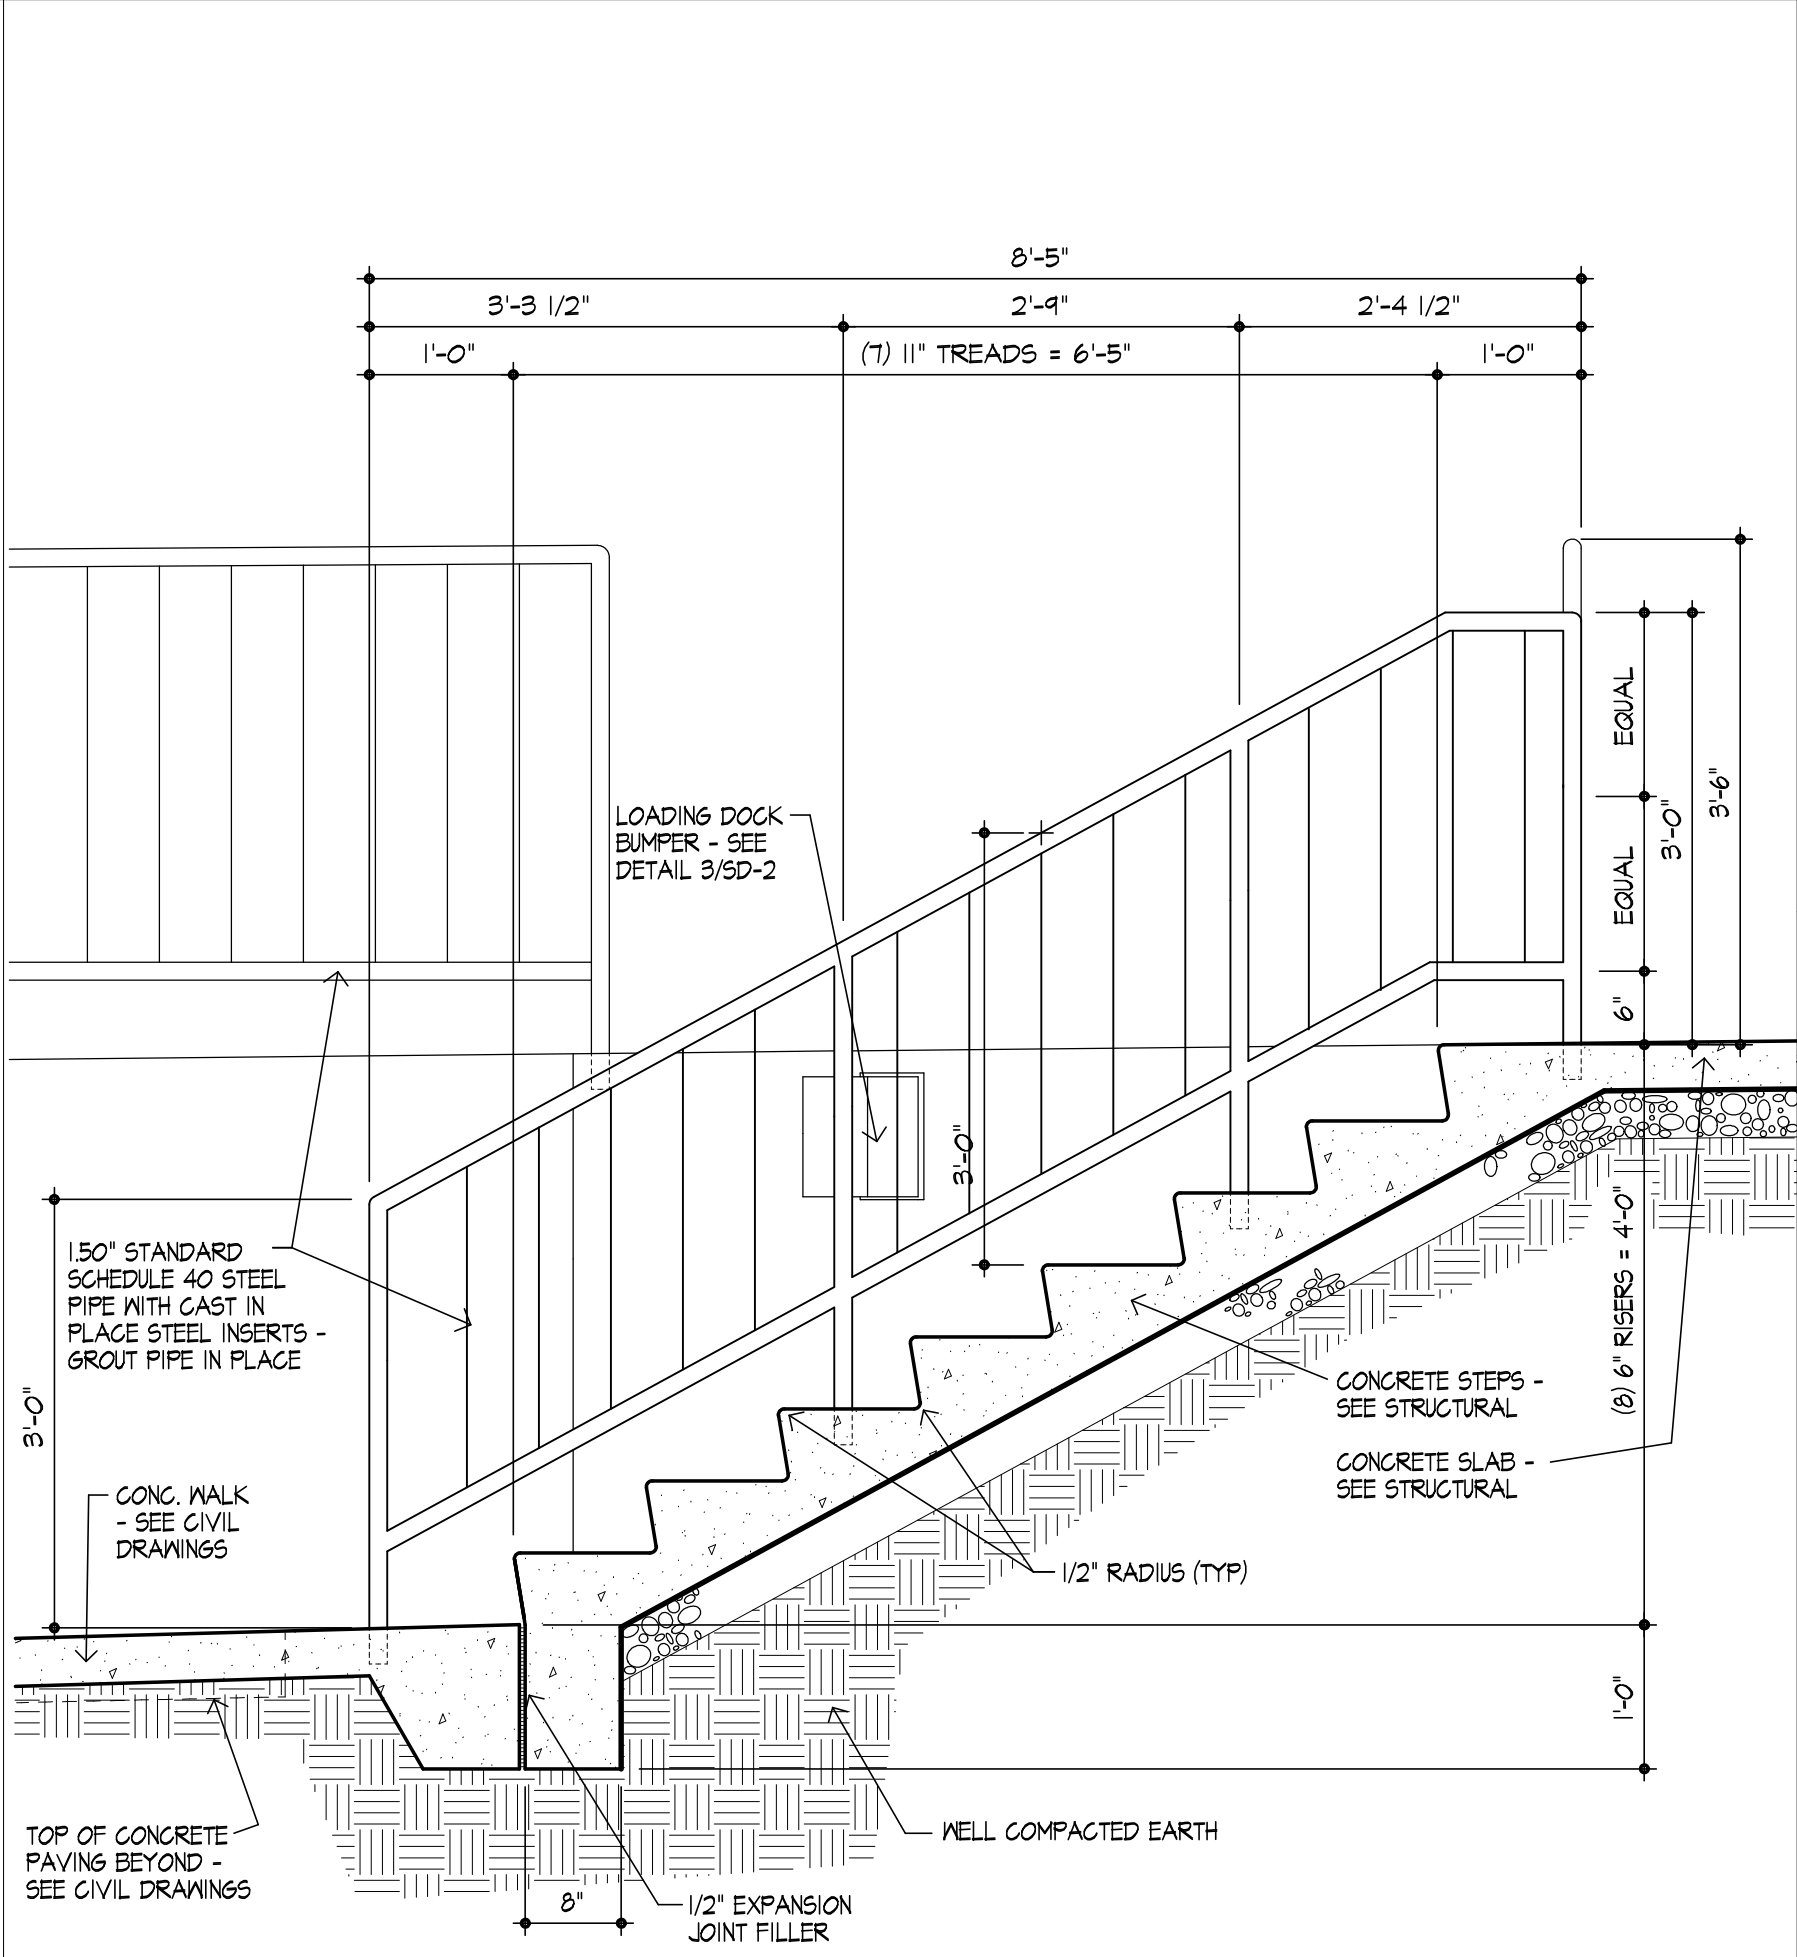 8'-5"
3'-3 1/2"
2'-9"
2'-4 1/2"
1'-0"
(7) 11" TREADS = 6'-5"
1'-0"
EQUAL
EQUAL
6"
3'-0"
3'-6"
LOADING DOCK
BUMPER - SEE
DETAIL 3/SD-2
3'-0"
1.50" STANDARD
SCHEDULE 40 STEEL
PIPE WITH CAST IN
PLACE STEEL INSERTS -
GROUT PIPE IN PLACE
3'-0"
(8) 6" RISERS = 4'-0"
CONCRETE STEPS -
SEE STRUCTURAL
CONCRETE SLAB -
SEE STRUCTURAL
CONC. WALK
- SEE CIVIL
DRAWINGS
1/2" RADIUS (TYP)
1'-0"
TOP OF CONCRETE
PAVING BEYOND -
SEE CIVIL DRAWINGS
WELL COMPACTED EARTH
8"
1/2" EXPANSION
JOINT FILLER